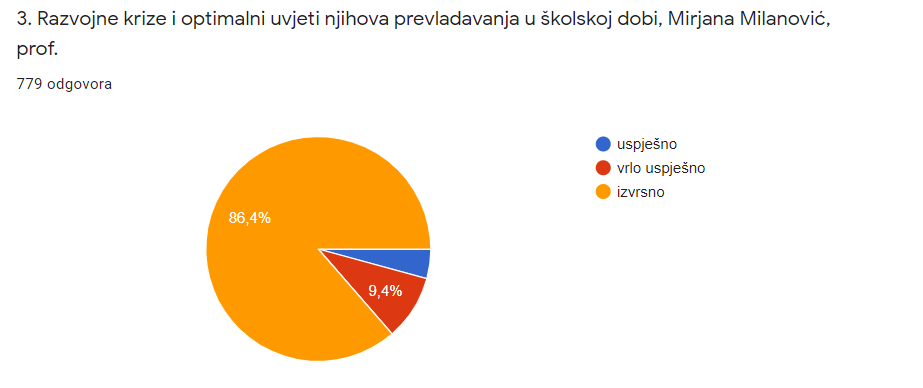 3. Razvojne krize i optimalni uvjeti njihova prevladavanja u školskoj dobi, Mirjana Milanović,
prof.
779 odgovora
uspješno
vrlo uspješno
izvrsno
86,4%
9,4%